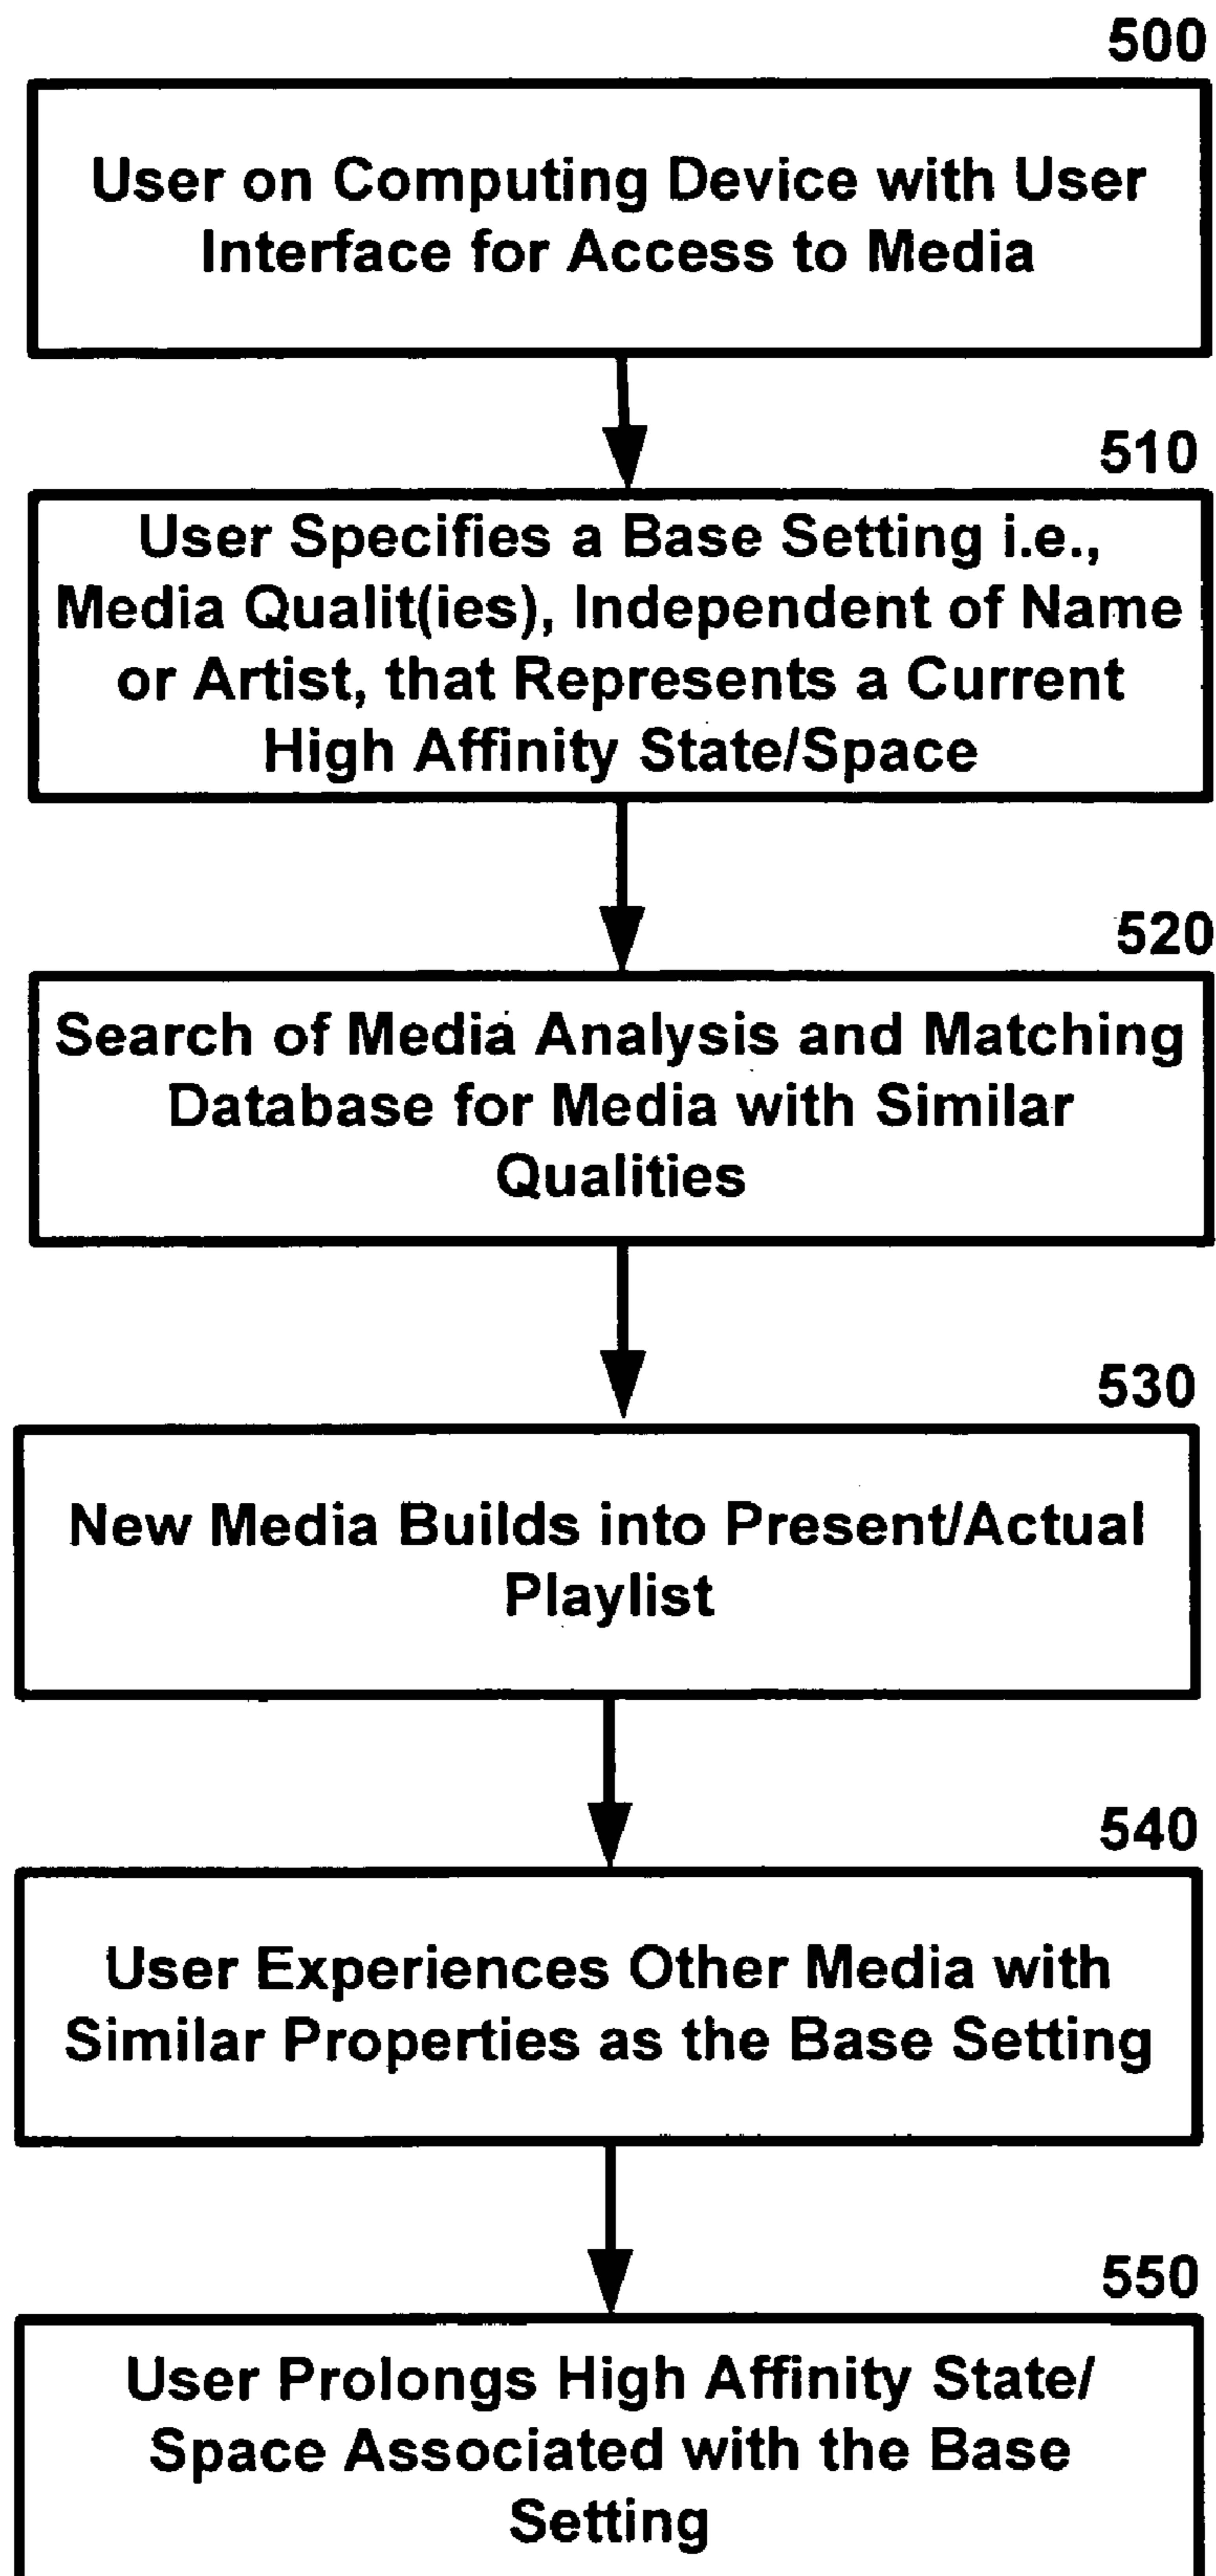 500
User on Computing Device with User
Interface for Access to Media
510
User Specifies a Base Setting i.e.,
Media Qualit(ies), Independent of Name
or Artist, that Represents a Current
High Affinity State/Space
520
Search of Media Analysis and Matching
Database for Media with Similar
Qualities
530
New Media Builds into Present/Actual
Playlist
540
User Experiences Other Media with
Similar Properties as the Base Setting
550
User Prolongs High Affinity State/
Space Associated with the Base
Setting